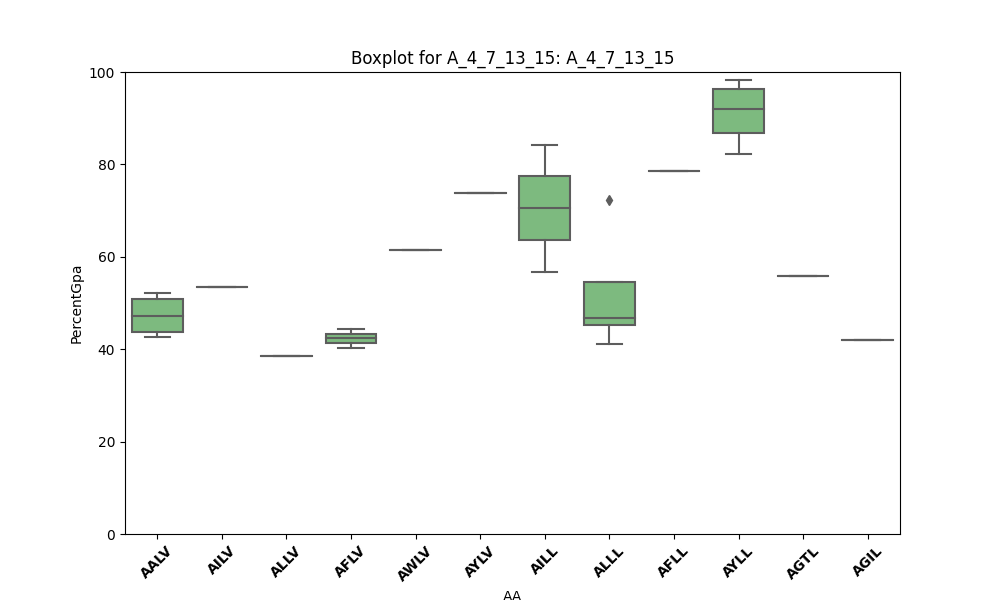 Boxplot for A_4_7_13_15: A_4_7_13_15
PercentGpa
100
80
60
40
20
0
AALV AILV ALLV AFLV AWLV AYLV AILL ALLL AFLL AYLL AGTL AGIL
AA